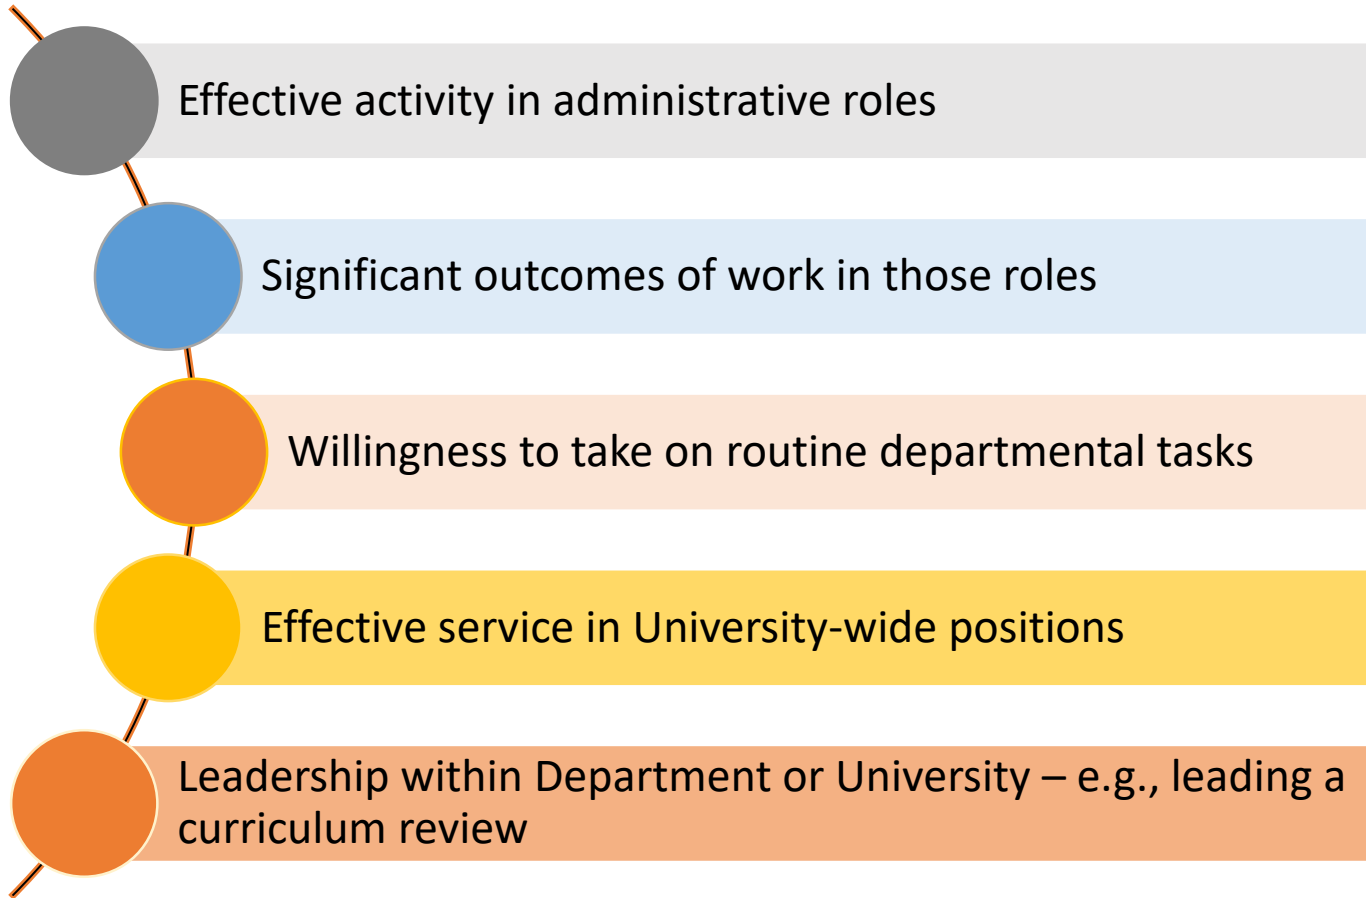 Effective activity in administrative roles
Significant outcomes of work in those roles
Willingness to take on routine departmental tasks
Effective service in University-wide positions
Leadership within Department or University – e.g., leading a
curriculum review